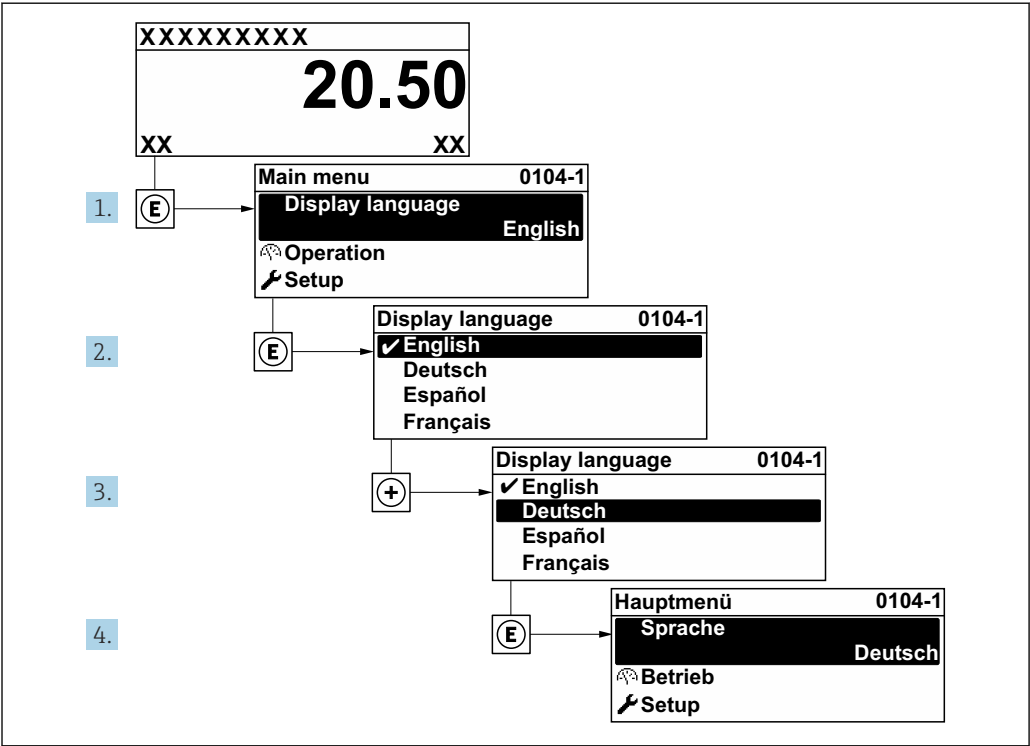 XXXXXXXXX
20.50
XX XX
1. E
Main menu 0104-1
Display language
English
Operation
Setup
2. E
Display language 0104-1
✔English
Deutsch
Español
Français
3. +
Display language 0104-1
✔English
Deutsch
Español
Français
4. E
Hauptmenü 0104-1
Sprache
Deutsch
Betrieb
Setup